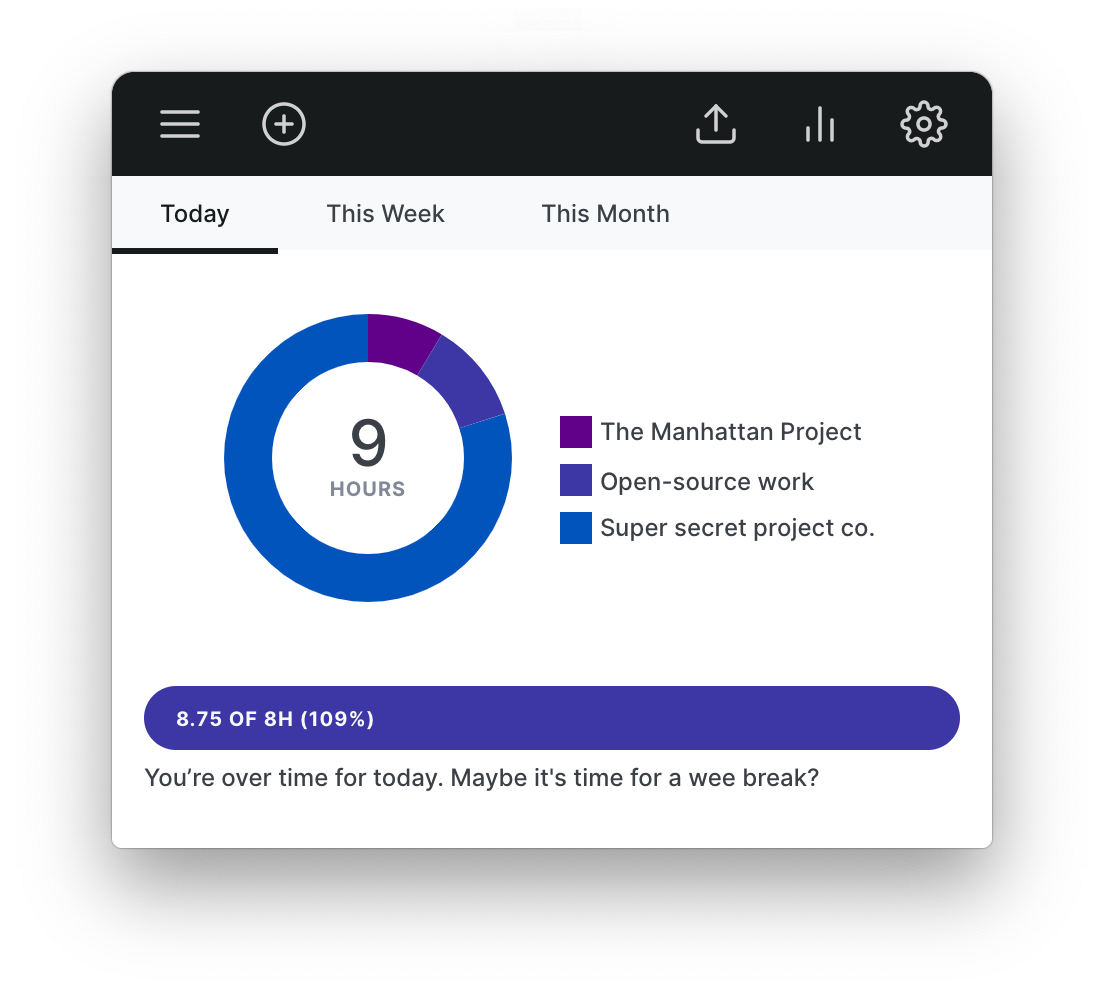 Today
This Week
This Month
9
HOURS
The Manhattan Project
Open-source work
Super secret project co.
8.75 OF 8H (109%)
You’re over time for today. Maybe it's time for a wee break?